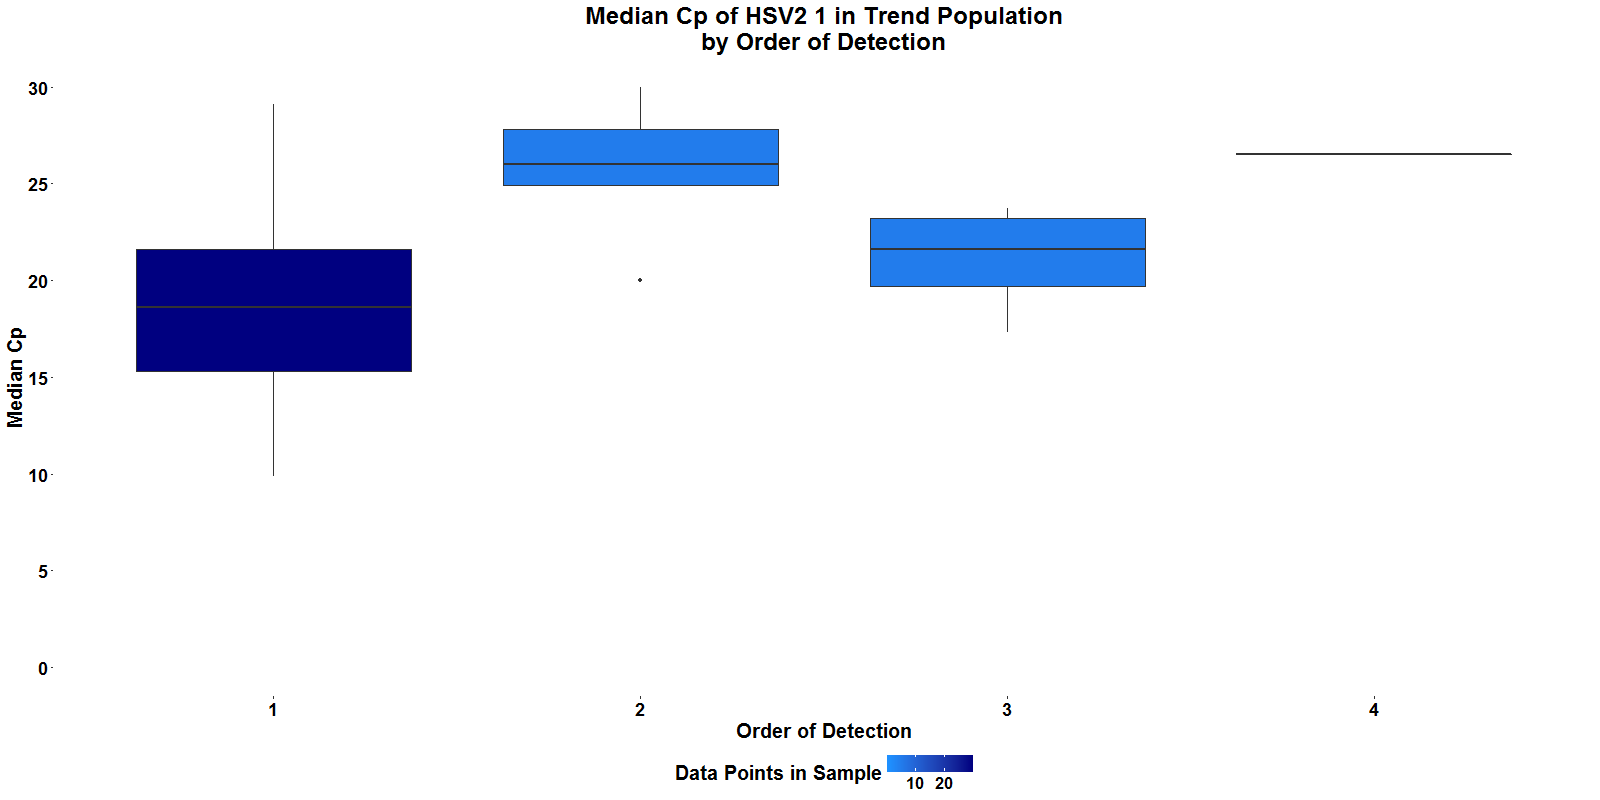 Median Cp of HSV2 1 in Trend Population
by Order of Detection
30
25
20
15
10
5
0
Median Cp
1 2 3 4
Order of Detection
Data Points in Sample
10 20